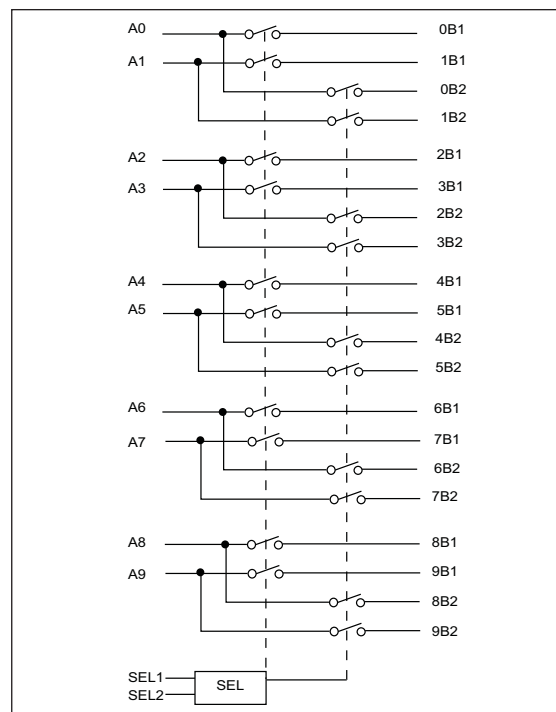 A0 0B1
A1 1B1
0B2
1B2
A2 2B1
A3 3B1
2B2
3B2
A4 4B1
A5 5B1
4B2
5B2
A6 6B1
A7 7B1
6B2
7B2
A8 8B1
A9 9B1
8B2
9B2
SEL1 SEL
SEL2